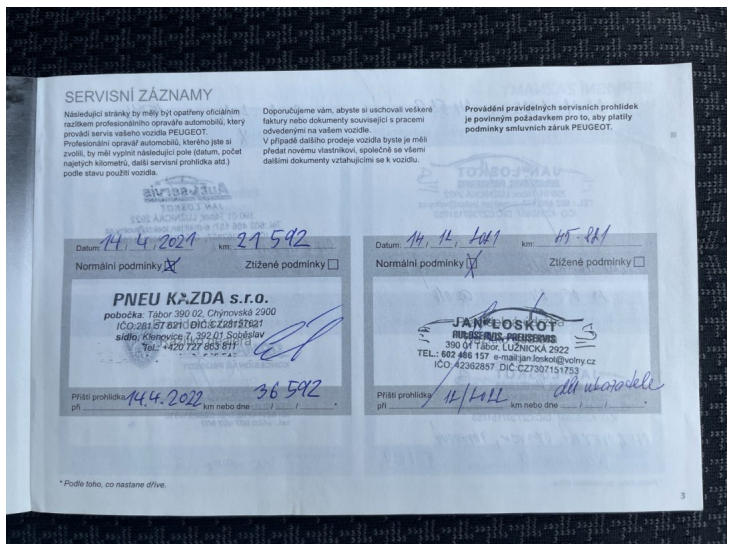 SERVISNÍ ZÁZNAMY
Následující stránky by měly být opatřeny oficiálním
razítkem profesionálního opraváře automobilů, který
provádí servis vašeho vozidla PEUGEOT.
Profesionální opravář automobilů, kterého jste si
zvolili, by měl vyplnit následující pole (datum, počet
najetých kilometrů, další servisní prohlídka atd.)
podle stavu použití vozidla.
Doporučujeme vám, abyste si uschovali veškeré
faktury nebo dokumenty související s pracemi
odvedenými na vašem vozidle.
V případě dalšího prodeje vozidla byste je měli
předat novému vlastníkovi, společně se všemi
dalšími dokumenty vztahujícími se k vozidlu.
Provádění pravidelných servisních prohlídek
je povinným požadavkem pro to, aby platily
podmínky smluvních záruk PEUGEOT.
Datum: 14. 4. 2021 km: 21 592
Normální podmínky Ztížené podmínky
PNEU KAZDA s.r.o.
pobočka: Tábor 390 02, Chýnovská 2900
IČO: DIČ:CZ28157621
sídlo: Klenovice 7, 392 01 Soběslav
Tel.: +420 727 863 811
Příští prohlídka 14.4.2022 36 592
při km nebo dne / / *
Datum: 14. 12. 2021 km: 45 821
Normální podmínky Ztížené podmínky
JAN LOSKOT
AUTOSERVIS, PNEUSERVIS
390 01 Tábor, LUŽNICKÁ 2922
TEL.: 602 486 157 e-mail:jan.loskot@volny.cz
IČO: 42362857 DIČ:CZ7307151753
Příští prohlídka 12/2022 dle ukazatele
při km nebo dne / / *
* Podle toho, co nastane dříve.
3